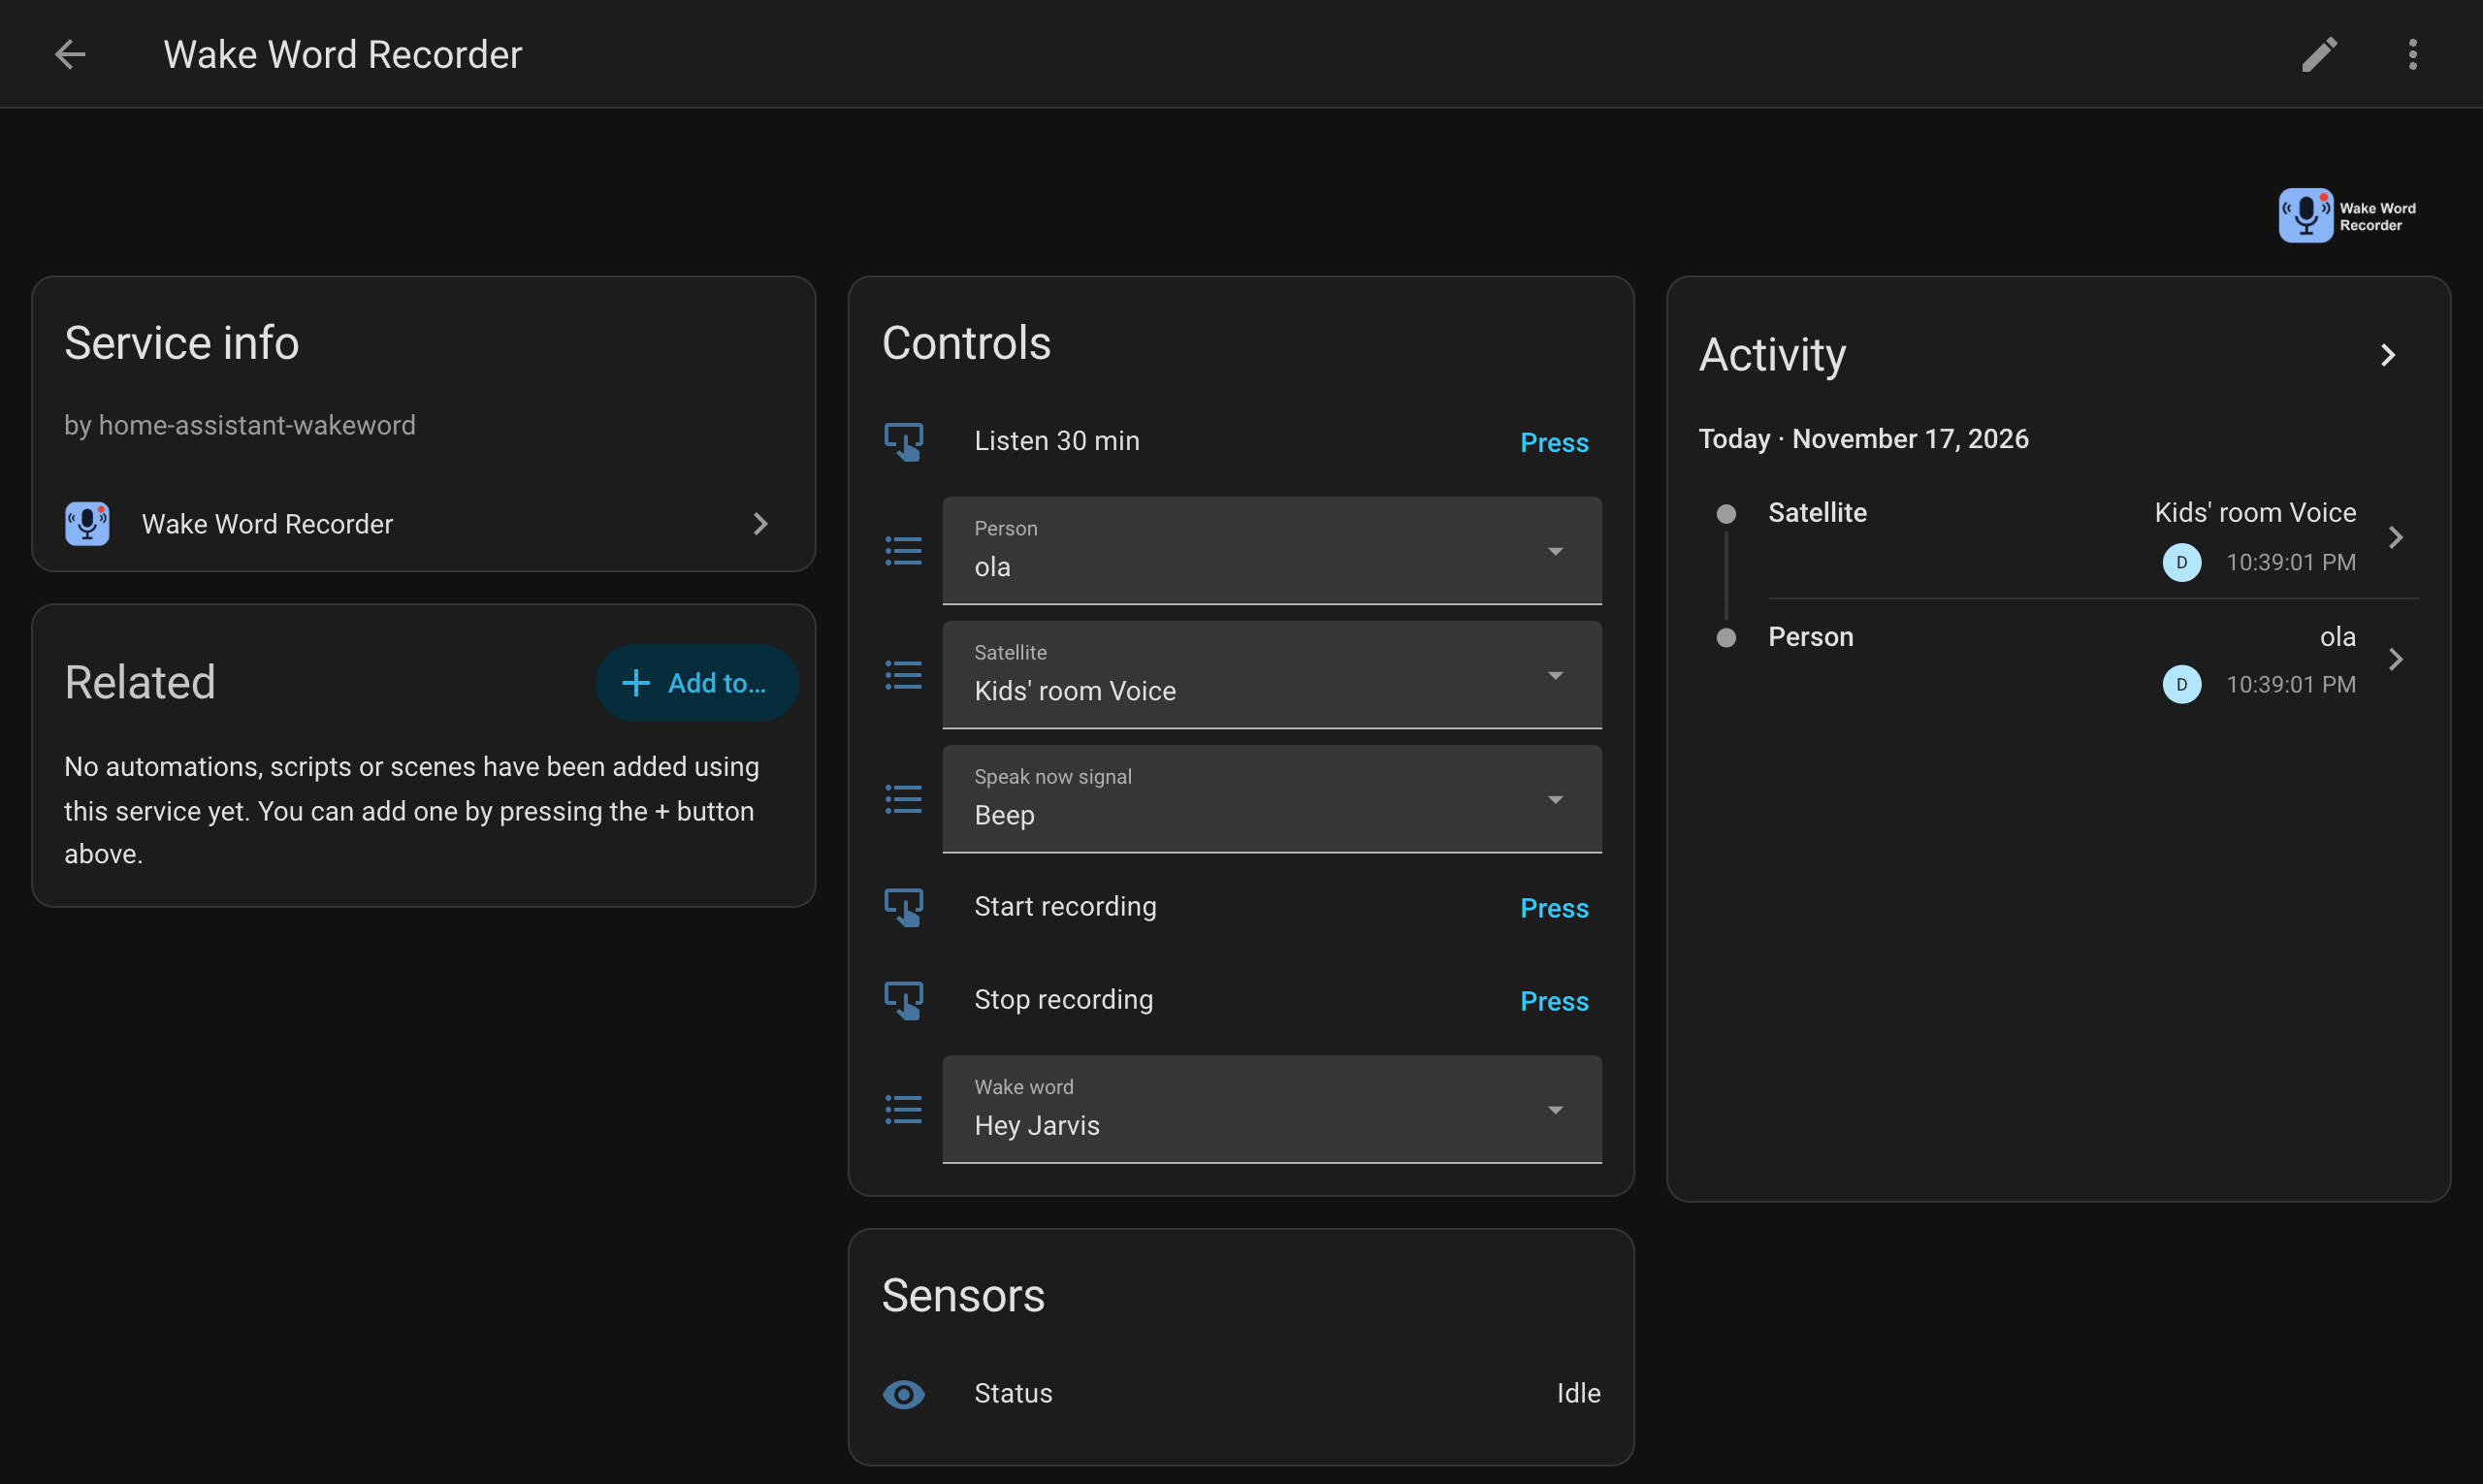 Wake Word Recorder
Wake Word
Recorder
Service info
by home-assistant-wakeword
Wake Word Recorder
Related
Add to...
No automations, scripts or scenes have been added using
this service yet. You can add one by pressing the + button
above.
Controls
Listen 30 min
Press
Person
ola
Satellite
Kids' room Voice
Speak now signal
Beep
Start recording
Press
Stop recording
Press
Wake word
Hey Jarvis
Sensors
Status
Idle
Activity
Today · November 17, 2026
Satellite
Kids' room Voice
D
10:39:01 PM
Person
ola
D
10:39:01 PM